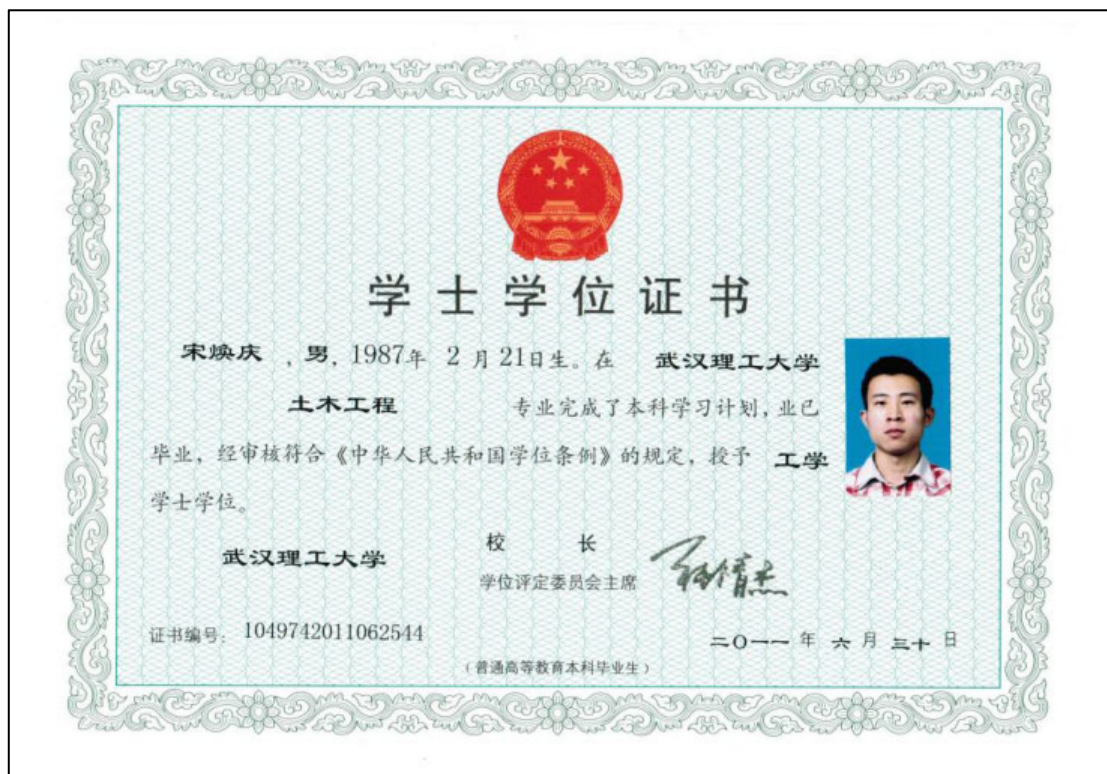 学士学位证书
宋焕庆，男，1987年 2 月 21日生。在 武汉理工大学
土木工程 专业完成了本科学习计划，业已
毕业，经审核符合《中华人民共和国学位条例》的规定，授予 工学
学士学位。
武汉理工大学
校 长
学位评定委员会主席
证书编号：1049742011062544
二〇一一 年 六 月 三十 日
（普通高等教育本科毕业生）